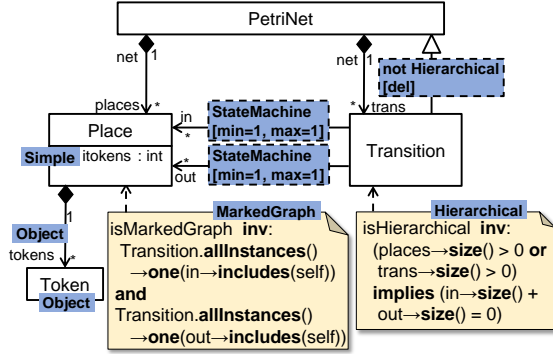 PetriNet
net 1
net 1
not Hierarchical
[del]
places *
* trans
StateMachine
[min=1, max=1]
in
*
Place
Simple itokens : int
Transition
StateMachine
[min=1, max=1]
*
out
1
Object
tokens *
Token
Object
MarkedGraph
isMarkedGraph inv:
Transition.allInstances()
→one(in→includes(self))
and
Transition.allInstances()
→one(out→includes(self))
Hierarchical
isHierarchical inv:
(places→size() > 0 or
trans→size() > 0)
implies (in→size() +
out→size() = 0)